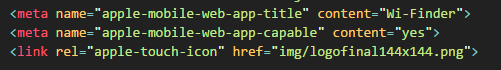 <meta name="apple-mobile-web-app-title" content="Wi-Finder">
<meta name="apple-mobile-web-app-capable" content="yes">
<link rel="apple-touch-icon" href="img/logofinal144x144.png">